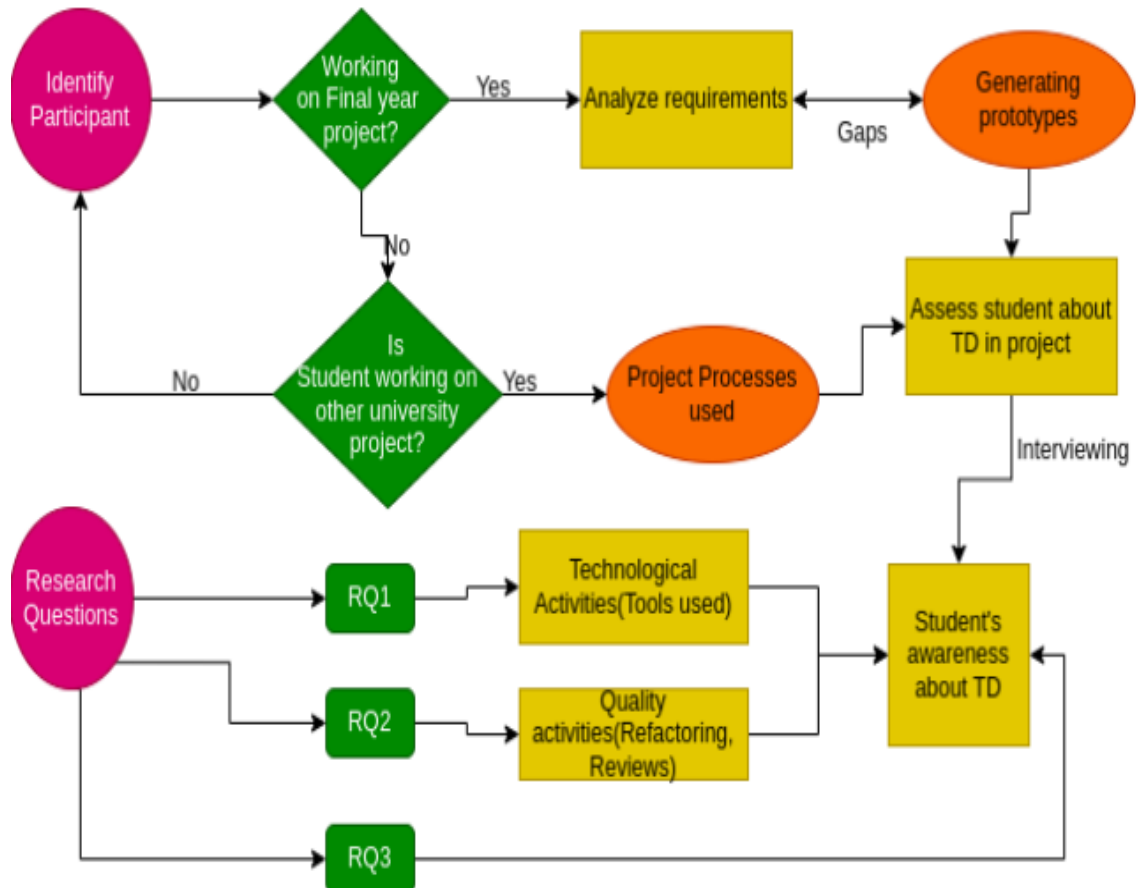 Identify
Participant
Working
on Final year
project?
Yes
Analyze requirements
Gaps
Generating
prototypes
No
Is
Student working on
other university
project?
No
Yes
Project Processes
used
Assess student about
TD in project
Interviewing
Research
Questions
RQ1
Technological
Activities(Tools used)
Student's
awareness
about TD
RQ2
Quality
activities(Refactoring,
Reviews)
RQ3